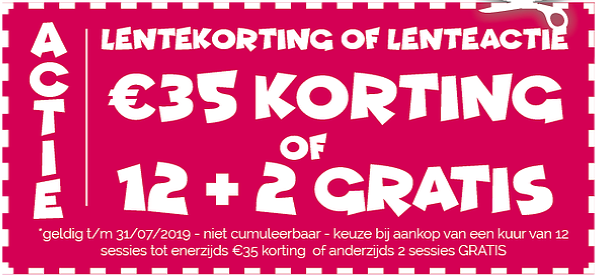 ACTIE
LENTEKORTING OF LENTEACTIE
€35 KORTING
OF
12 + 2 GRATIS
*geldig t/m 31/07/2019 - niet cumuleerbaar - keuze bij aankop van een kuur van 12
sessies tot enerzijds €35 korting of anderzijds 2 sessies GRATIS